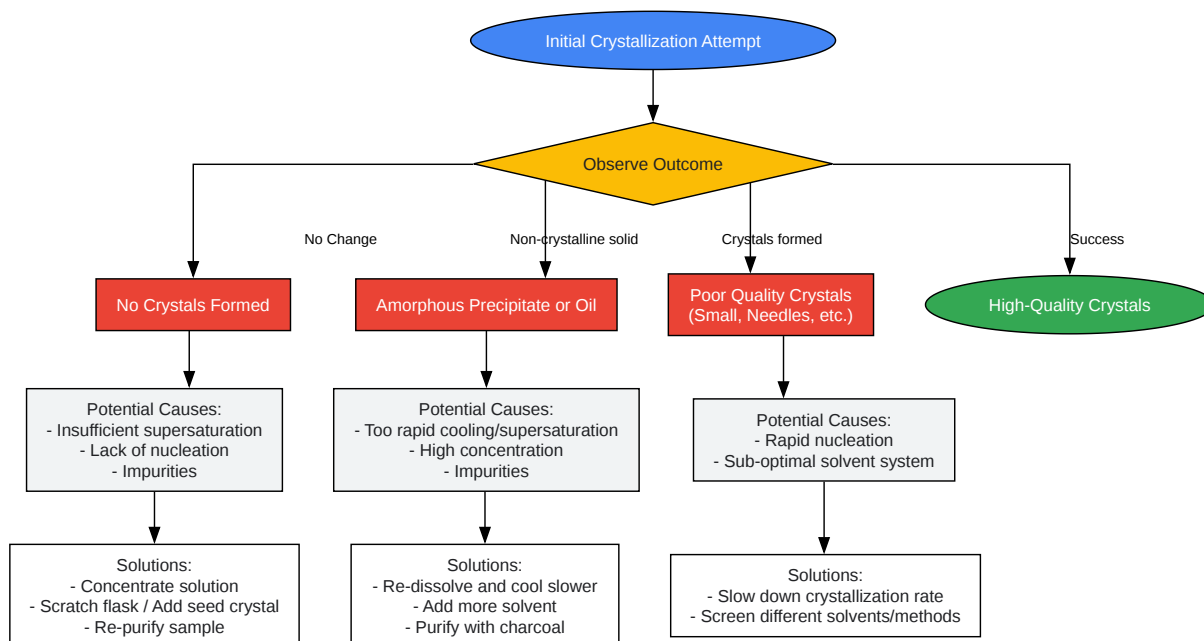 Initial Crystallization Attempt
Observe Outcome
No Change
Non-crystalline solid
Crystals formed
Success
No Crystals Formed
Amorphous Precipitate or Oil
Poor Quality Crystals
(Small, Needles, etc.)
High-Quality Crystals
Potential Causes:
- Insufficient supersaturation
- Lack of nucleation
- Impurities
Potential Causes:
- Too rapid cooling/supersaturation
- High concentration
- Impurities
Potential Causes:
- Rapid nucleation
- Sub-optimal solvent system
Solutions:
- Concentrate solution
- Scratch flask / Add seed crystal
- Re-purify sample
Solutions:
- Re-dissolve and cool slower
- Add more solvent
- Purify with charcoal
Solutions:
- Slow down crystallization rate
- Screen different solvents/methods